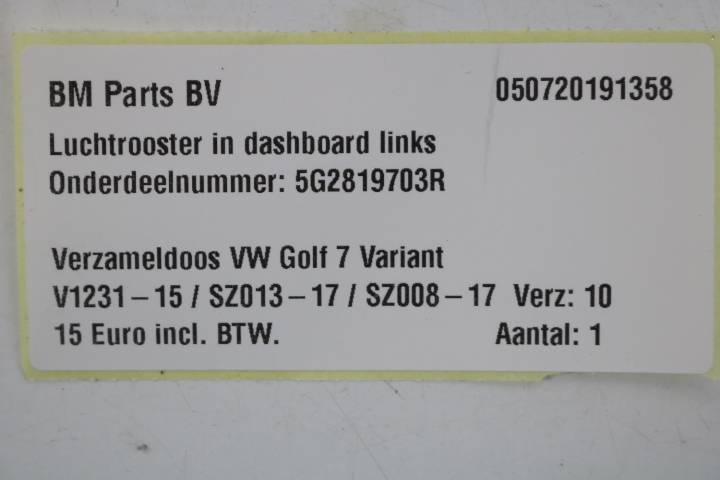 BM Parts BV 050720191358
Luchtrooster in dashboard links
Onderdeelnummer: 5G2819703R
Verzameldoos VW Golf 7 Variant
V1231-15 / SZ013-17 / SZ008-17 Verz: 10
15 Euro incl. BTW. Aantal: 1